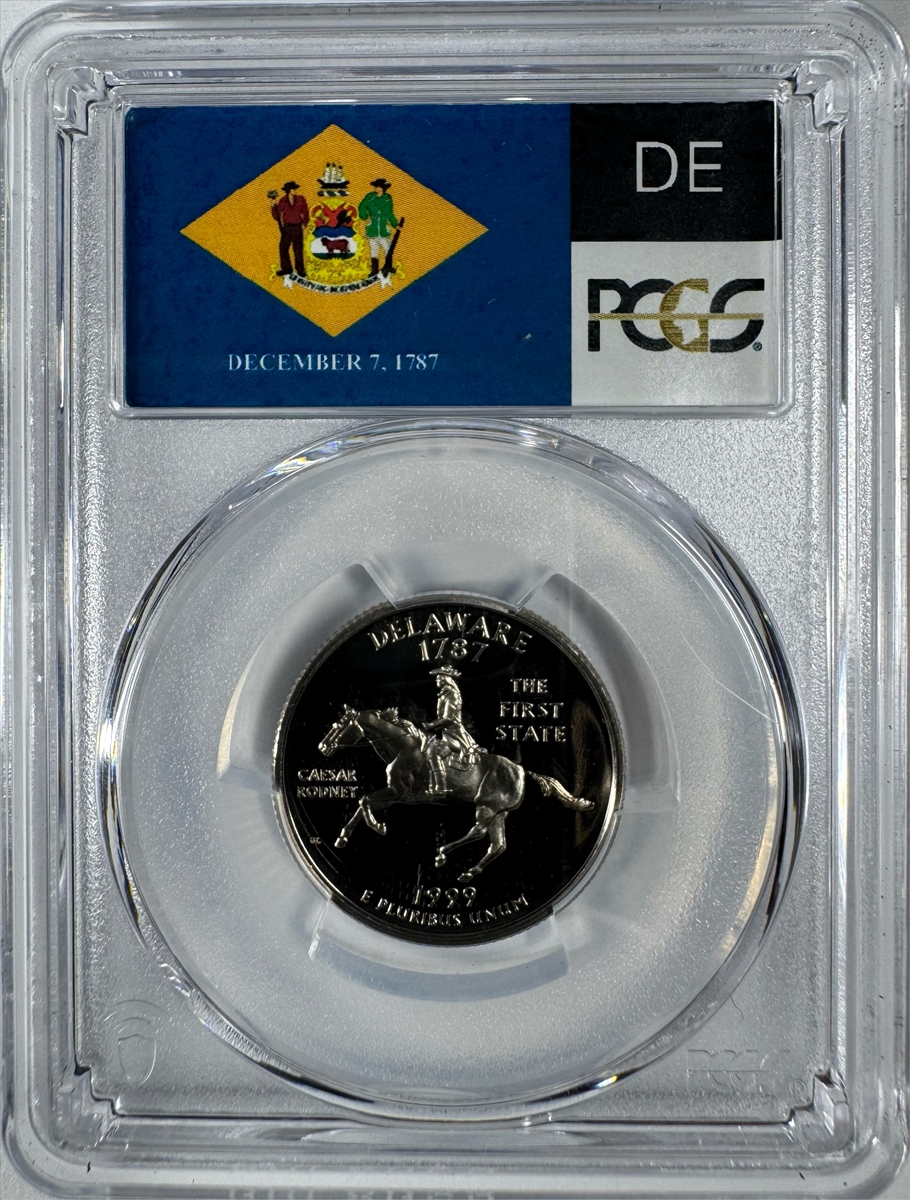 DE
PCGS
DECEMBER 7, 1787
DELAWARE
1787
THE
FIRST
STATE
CAESAR
RODNEY
1999
E PLURIBUS UNUM